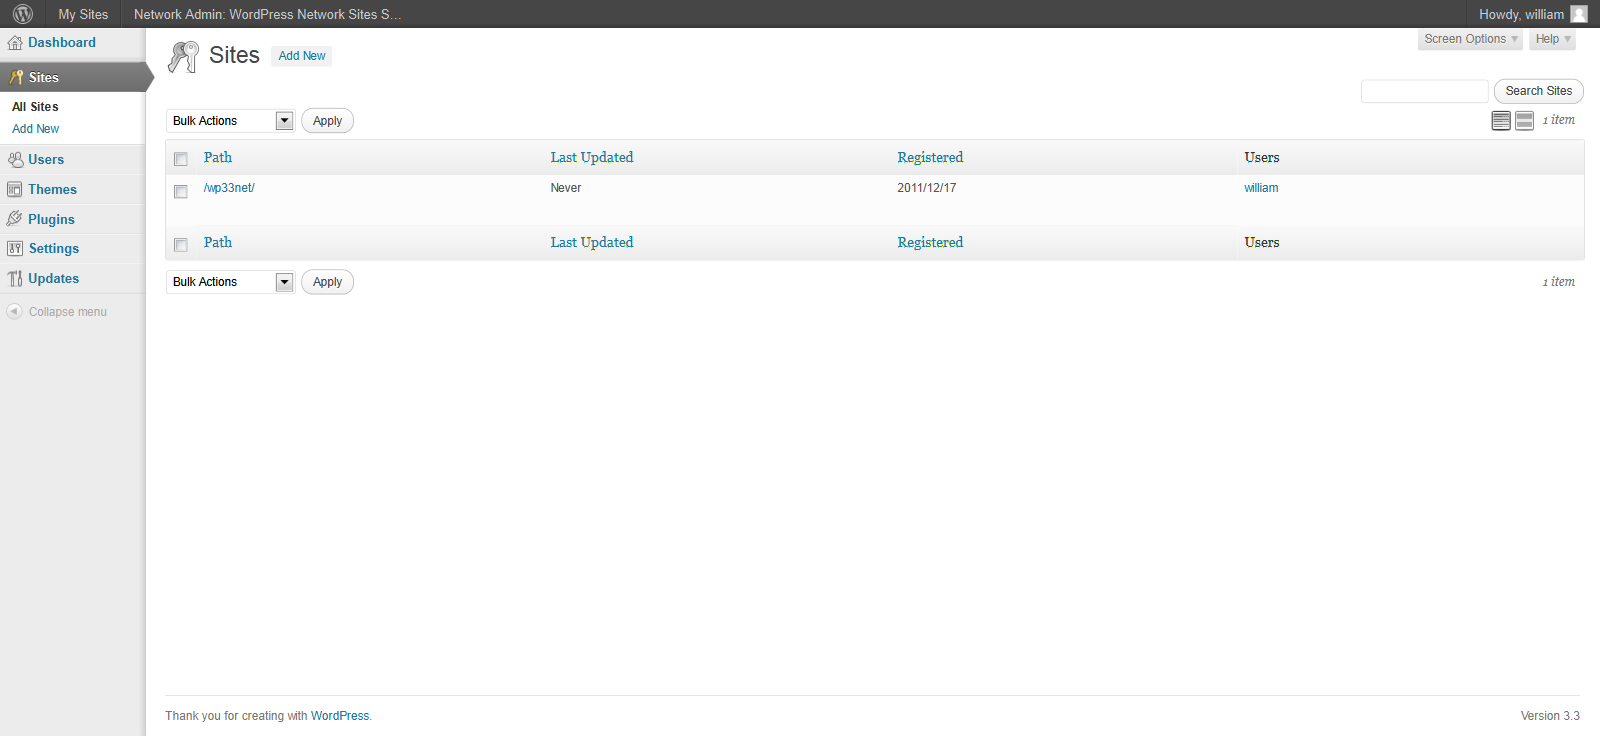 My Sites Network Admin: WordPress Network Sites S... Howdy, william
Dashboard
Sites
All Sites
Add New
Users
Themes
Plugins
Settings
Updates
Collapse menu
Screen Options Help
Sites Add New
Search Sites
Bulk Actions Apply 1 item
Path Last Updated Registered Users
/wp33net/ Never 2011/12/17 william
Path Last Updated Registered Users
Bulk Actions Apply 1 item
Thank you for creating with WordPress. Version 3.3